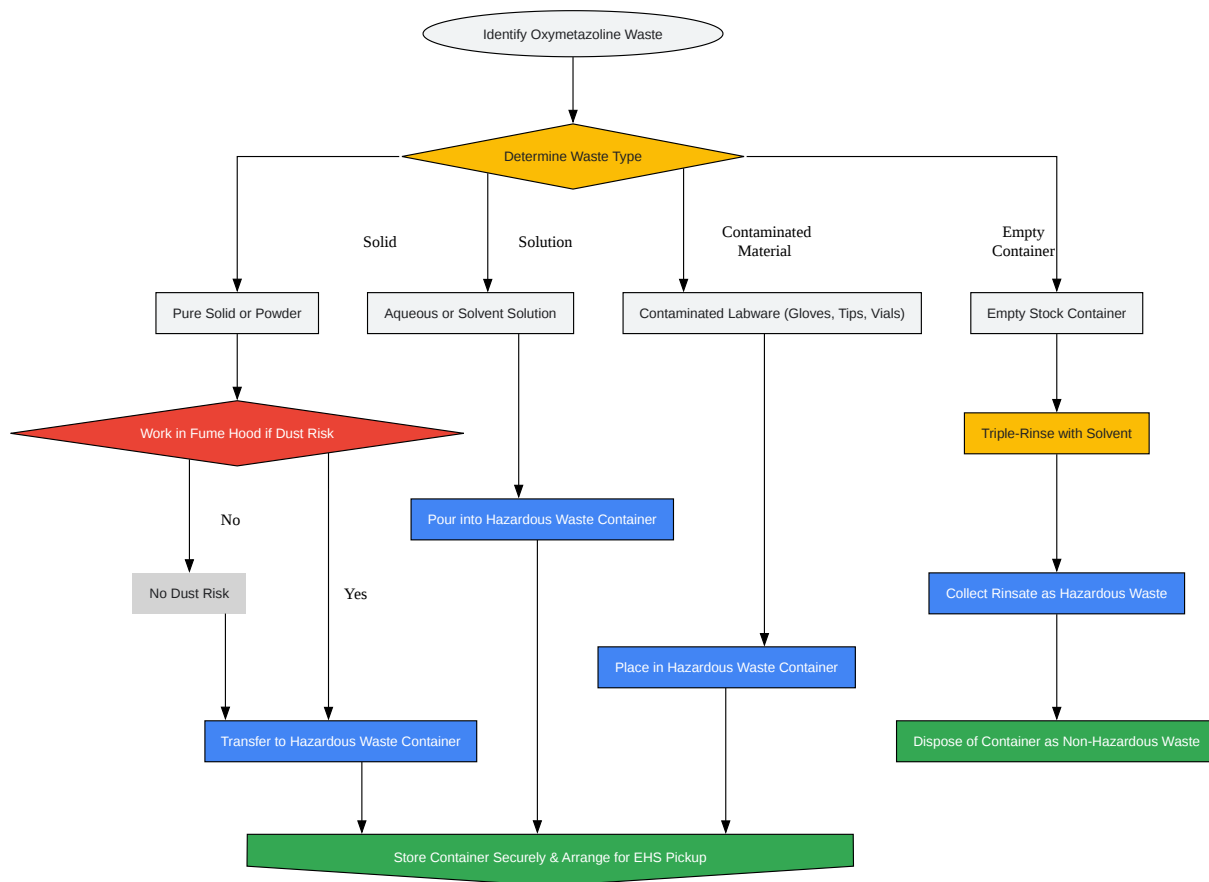 Identify Oxymetazoline Waste
Determine Waste Type
Solid
Solution
Contaminated
Material
Empty
Container
Pure Solid or Powder
Aqueous or Solvent Solution
Contaminated Labware (Gloves, Tips, Vials)
Empty Stock Container
Work in Fume Hood if Dust Risk
Triple-Rinse with Solvent
No
Pour into Hazardous Waste Container
No Dust Risk
Yes
Collect Rinsate as Hazardous Waste
Place in Hazardous Waste Container
Transfer to Hazardous Waste Container
Dispose of Container as Non-Hazardous Waste
Store Container Securely & Arrange for EHS Pickup